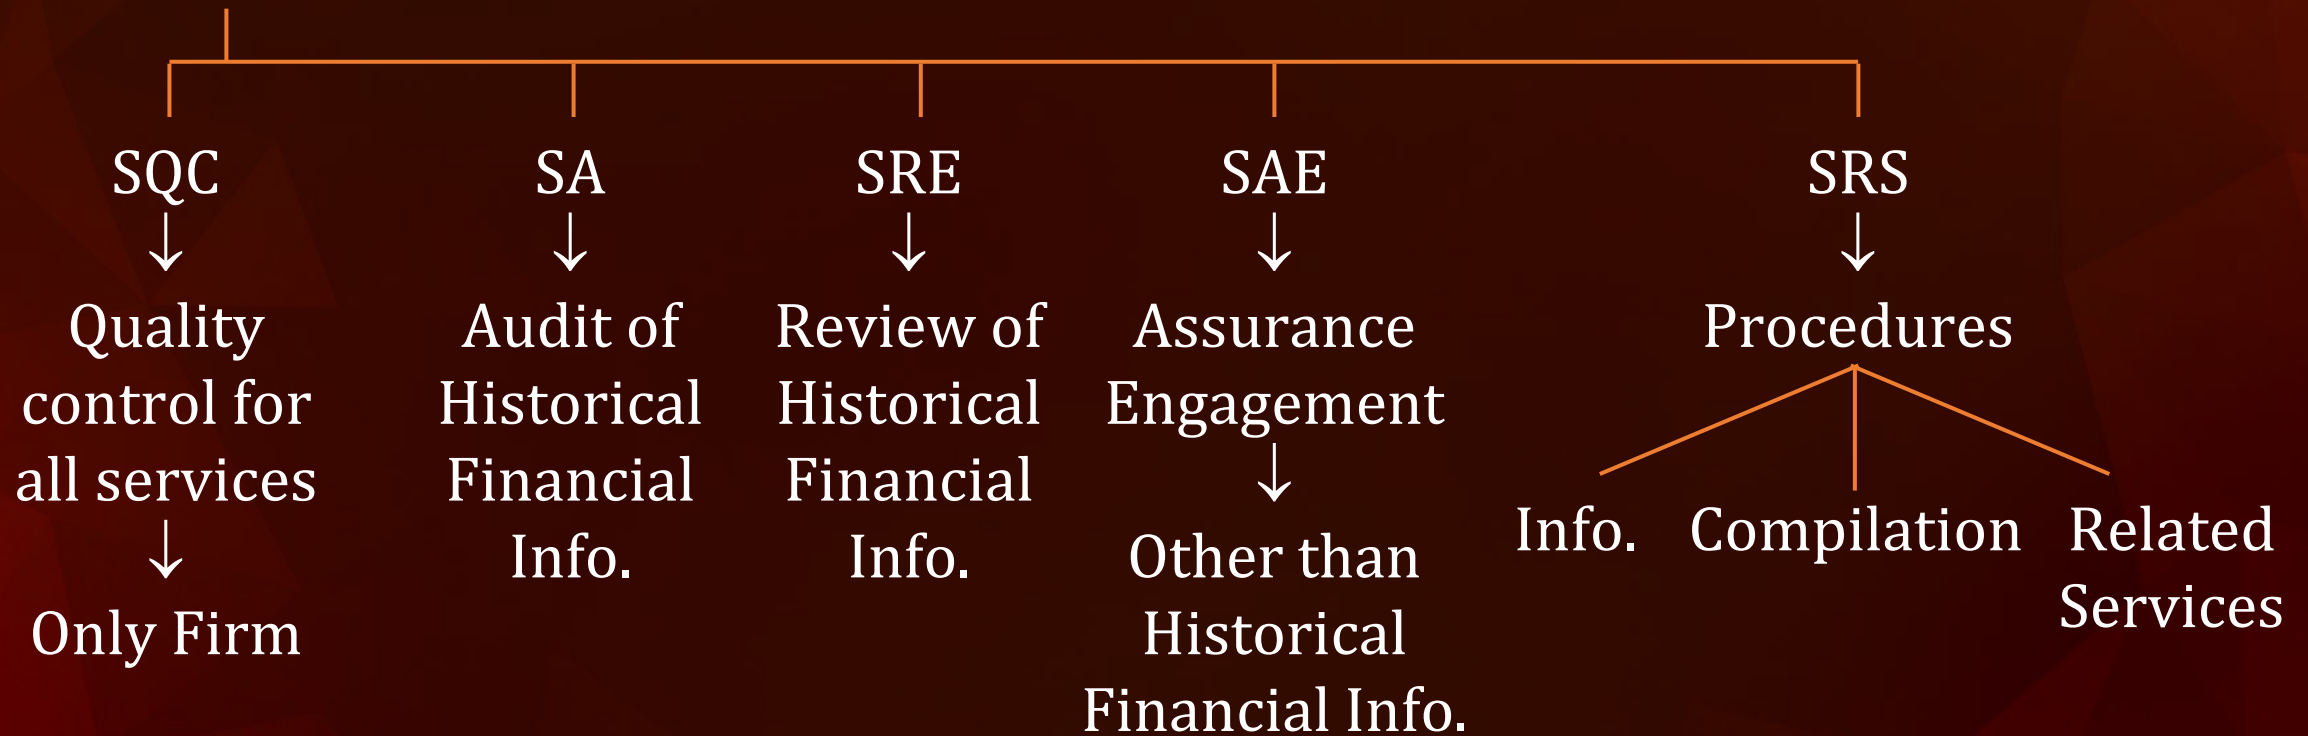 SQC
↓
Quality
control for
all services
↓
Only Firm
SA
↓
Audit of
Historical
Financial
Info.
SRE
↓
Review of
Historical
Financial
Info.
SAE
↓
Assurance
Engagement
↓
Other than
Historical
Financial Info.
SRS
↓
Procedures
Info.
Compilation
Related
Services